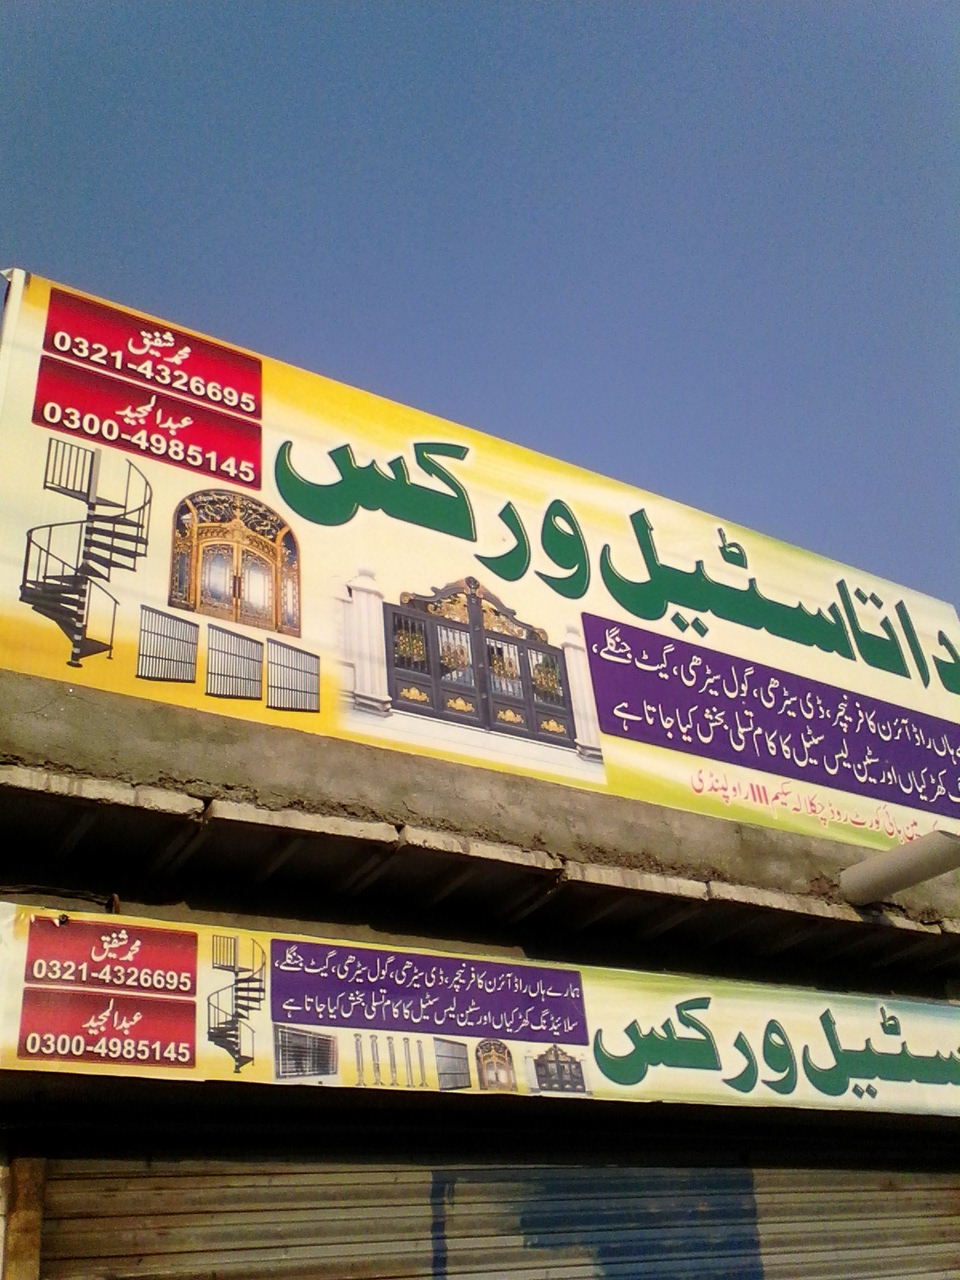 محمد شفیق
0321-4326695
عبدالمجید
0300-4985145
داتا سٹیل ورکس
ہاں راڈ آئرن کا فرنیچر، ڈی سیڑھی، گول سیڑھی، گیٹ جنگلے،
کھڑکیاں اور سٹین لیس سٹیل کا کام تسلی بخش کیا جاتا ہے
ہائی کورٹ روڈ چکلالہ سکیم III راولپنڈی
محمد شفیق
0321-4326695
عبدالمجید
0300-4985145
ہمارے ہاں راڈ آئرن کا فرنیچر، ڈی سیڑھی، گول سیڑھی، گیٹ جنگلے،
سلائیڈنگ کھڑکیاں اور سٹین لیس سٹیل کا کام تسلی بخش کیا جاتا ہے
سٹیل ورکس